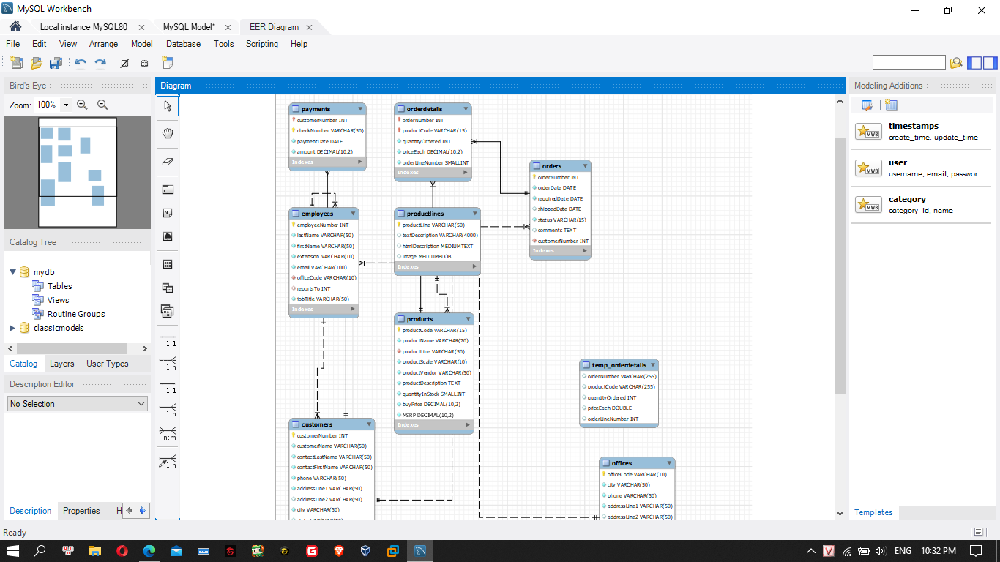 MySQL Workbench
Local instance MySQL80
MySQL Model*
EER Diagram
File Edit View Arrange Model Database Tools Scripting Help
Bird's Eye
Zoom: 100%
Catalog Tree
mydb
Tables
Views
Routine Groups
classicmodels
Catalog Layers User Types
Description Editor
No Selection
Description Properties H
Diagram
1:1
1:n
1:1
1:n
n:m
1:n
payments
customerNumber INT
checkNumber VARCHAR(50)
paymentDate DATE
amount DECIMAL(10,2)
Indexes
orderdetails
orderNumber INT
productCode VARCHAR(15)
quantityOrdered INT
priceEach DECIMAL(10,2)
orderLineNumber SMALLINT
Indexes
orders
orderNumber INT
orderDate DATE
requiredDate DATE
shippedDate DATE
status VARCHAR(15)
comments TEXT
customerNumber INT
Indexes
employees
employeeNumber INT
lastName VARCHAR(50)
firstName VARCHAR(50)
extension VARCHAR(10)
email VARCHAR(100)
officeCode VARCHAR(10)
reportsTo INT
jobTitle VARCHAR(50)
Indexes
productlines
productLine VARCHAR(50)
textDescription VARCHAR(4000)
htmlDescription MEDIUMTEXT
image MEDIUMBLOB
Indexes
products
productCode VARCHAR(15)
productName VARCHAR(70)
productLine VARCHAR(50)
productScale VARCHAR(10)
productVendor VARCHAR(50)
productDescription TEXT
quantityInStock SMALLINT
buyPrice DECIMAL(10,2)
MSRP DECIMAL(10,2)
Indexes
temp_orderdetails
orderNumber VARCHAR(255)
productCode VARCHAR(255)
quantityOrdered INT
priceEach DOUBLE
orderLineNumber INT
customers
customerNumber INT
customerName VARCHAR(50)
contactLastName VARCHAR(50)
contactFirstName VARCHAR(50)
phone VARCHAR(50)
addressLine1 VARCHAR(50)
addressLine2 VARCHAR(50)
city VARCHAR(50)
offices
officeCode VARCHAR(10)
city VARCHAR(50)
phone VARCHAR(50)
addressLine1 VARCHAR(50)
addressLine2 VARCHAR(50)
Modeling Additions
timestamps
create_time, update_time
user
username, email, passwor...
category
category_id, name
MWB
MWB
MWB
Templates
Ready
ENG
10:32 PM